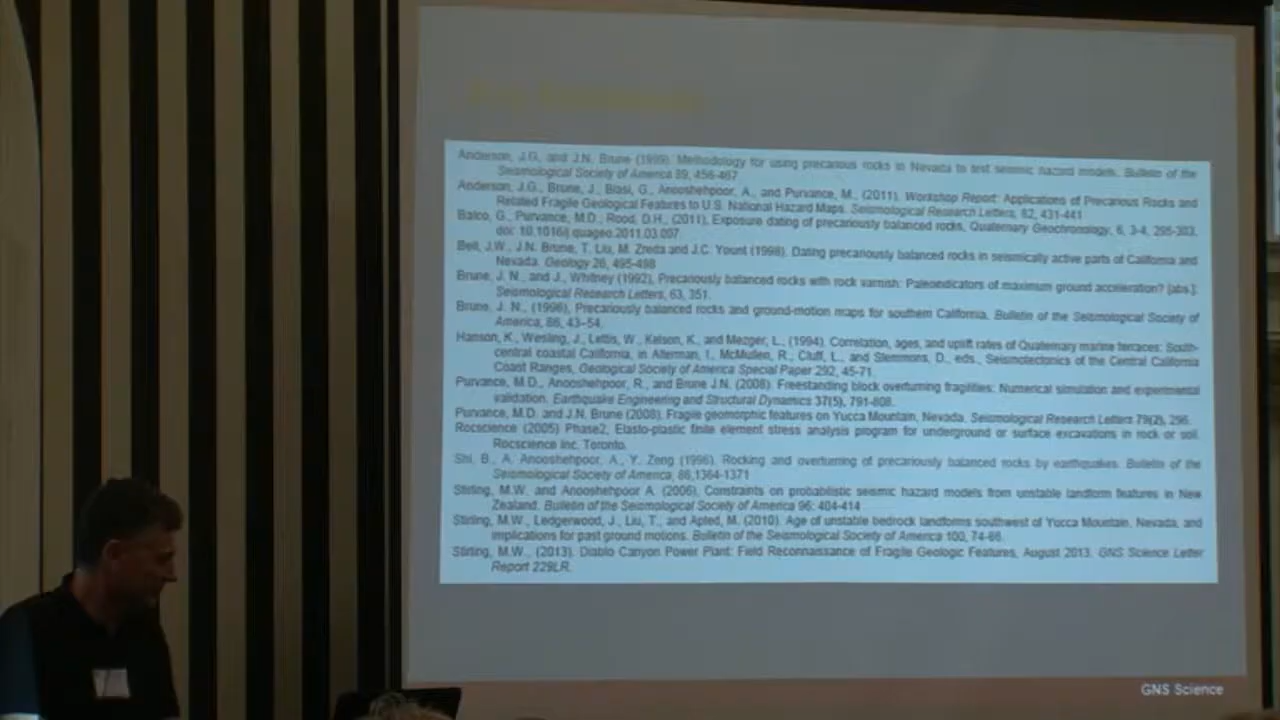 Anderson, J.G. and J.N. Brune (1999). Methodology for using precarious rocks in Nevada to test seismic hazard models. Bulletin of the
Seismological Society of America 89, 456-467
Anderson, J.G., Brune, J., Biasi, G., Anooshehpoor, A., and Purvance, M., (2011). Workshop Report: Applications of Precarious Rocks and
Related Fragile Geological Features to U.S. National Hazard Maps. Seismological Research Letters, 82, 431-441
Balco, G., Purvance, M.D., Rood, D.H., (2011), Exposure dating of precariously balanced rocks, Quaternary Geochronology, 6, 3-4, 295-303,
doi: 10.1016/j.quageo.2011.03.007.
Bell, J.W., J.N. Brune, T. Liu, M. Zreda and J.C. Yount (1998). Dating precariously balanced rocks in seismically active parts of California and
Nevada. Geology 26, 495-498
Brune, J. N., and J., Whitney (1992), Precariously balanced rocks with rock varnish: Paleoindicators of maximum ground acceleration? [abs.]:
Seismological Research Letters, 63, 351.
Brune, J. N., (1996), Precariously balanced rocks and ground-motion maps for southern California, Bulletin of the Seismological Society of
America, 86, 43–54.
Hanson, K., Wesling, J., Lettis, W., Kelson, K., and Mezger, L., (1994). Correlation, ages, and uplift rates of Quaternary marine terraces: South-
central coastal California, in Alterman, I., McMullen, R., Cluff, L., and Slemmons, D., eds., Seismotectonics of the Central California
Coast Ranges, Geological Society of America Special Paper 292, 45-71.
Purvance, M.D., Anooshehpoor, R., and Brune J.N. (2008). Freestanding block overturning fragilities: Numerical simulation and experimental
validation. Earthquake Engineering and Structural Dynamics 37(5), 791-808.
Purvance, M.D. and J.N. Brune (2008). Fragile geomorphic features on Yucca Mountain, Nevada. Seismological Research Letters 79(2), 296.
Rocscience (2005) Phase2, Elasto-plastic finite element stress analysis program for underground or surface excavations in rock or soil.
Rocscience Inc. Toronto.
Shi, B., A. Anooshehpoor, A., Y. Zeng (1996). Rocking and overturning of precariously balanced rocks by earthquakes. Bulletin of the
Seismological Society of America, 86,1364-1371
Stirling, M.W. and Anooshehpoor A. (2006). Constraints on probabilistic seismic hazard models from unstable landform features in New
Zealand. Bulletin of the Seismological Society of America 96: 404-414
Stirling, M.W., Ledgerwood, J., Liu, T., and Apted, M. (2010). Age of unstable bedrock landforms southwest of Yucca Mountain, Nevada, and
implications for past ground motions. Bulletin of the Seismological Society of America 100, 74-86.
Stirling, M.W., (2013). Diablo Canyon Power Plant: Field Reconnaissance of Fragile Geologic Features, August 2013. GNS Science Letter
Report 229LR.
GNS Science